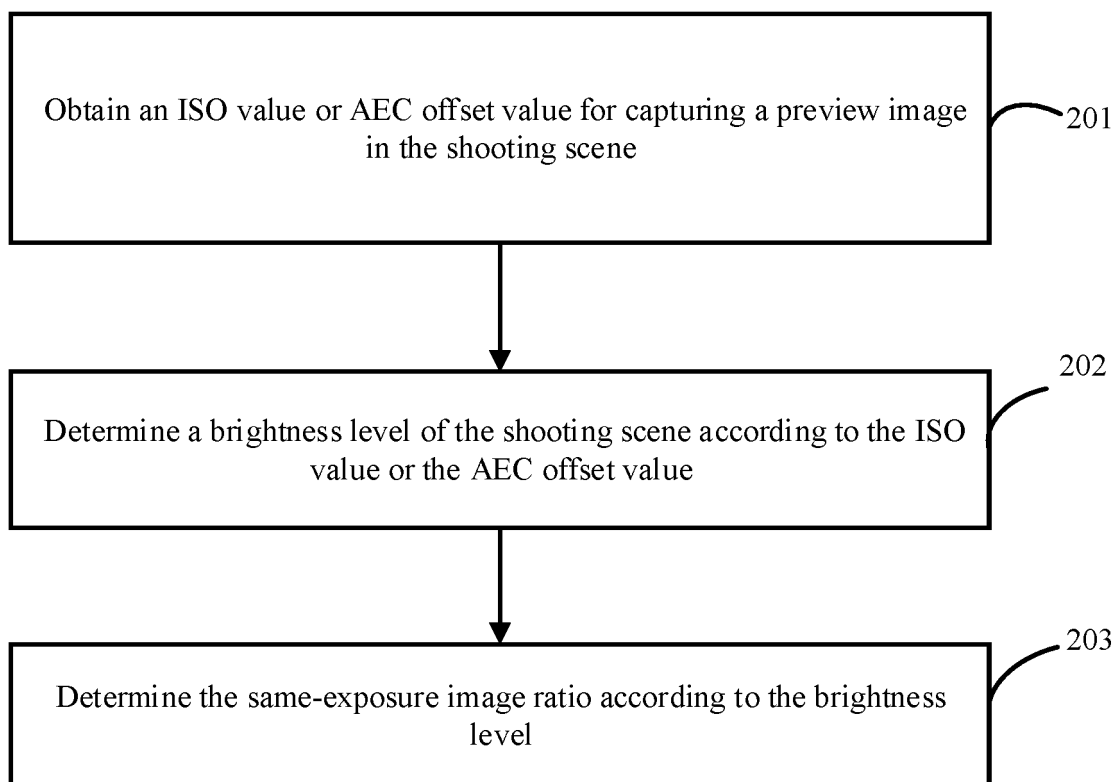 Obtain an ISO value or AEC offset value for capturing a preview image
in the shooting scene
201
202
Determine a brightness level of the shooting scene according to the ISO
value or the AEC offset value
203
Determine the same-exposure image ratio according to the brightness
level